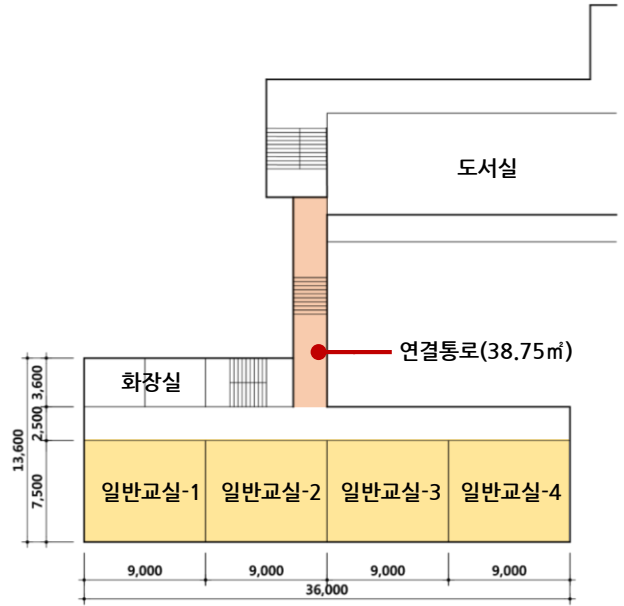 도서실
연결통로(38.75㎡)
화장실
3,600
2,500
13,600
7,500
일반교실-1
일반교실-2
일반교실-3
일반교실-4
9,000
9,000
9,000
9,000
36,000